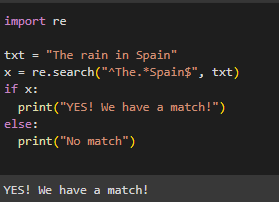 import re
txt = "The rain in Spain"
x = re.search("^The.*Spain$", txt)
if x:
  print("YES! We have a match!")
else:
  print("No match")
YES! We have a match!